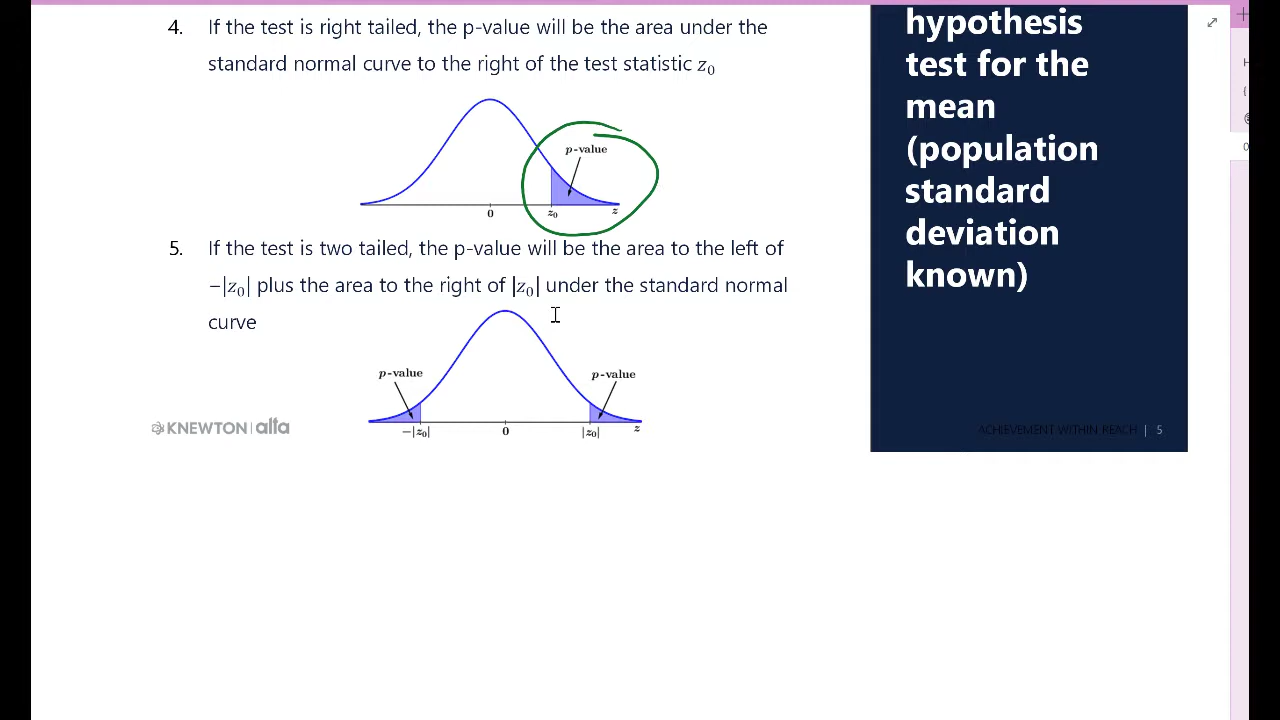 4. If the test is right tailed, the p-value will be the area under the
standard normal curve to the right of the test statistic z₀
p-value
0 z₀ z
5. If the test is two tailed, the p-value will be the area to the left of
−|z₀| plus the area to the right of |z₀| under the standard normal
curve
p-value p-value
−|z₀| 0 |z₀| z
KNEWTON | alta
hypothesis
test for the
mean
(population
standard
deviation
known)
ACHIEVEMENT WITHIN REACH | 5